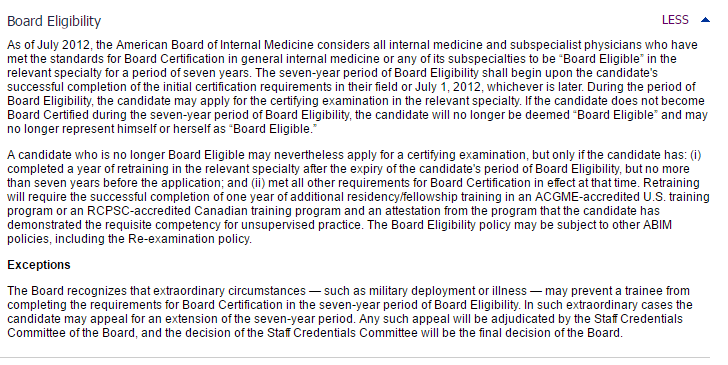 Board Eligibility
LESS
As of July 2012, the American Board of Internal Medicine considers all internal medicine and subspecialist physicians who have
met the standards for Board Certification in general internal medicine or any of its subspecialties to be “Board Eligible” in the
relevant specialty for a period of seven years. The seven-year period of Board Eligibility shall begin upon the candidate's
successful completion of the initial certification requirements in their field or July 1, 2012, whichever is later. During the period of
Board Eligibility, the candidate may apply for the certifying examination in the relevant specialty. If the candidate does not become
Board Certified during the seven-year period of Board Eligibility, the candidate will no longer be deemed “Board Eligible” and may
no longer represent himself or herself as “Board Eligible.”
A candidate who is no longer Board Eligible may nevertheless apply for a certifying examination, but only if the candidate has: (i)
completed a year of retraining in the relevant specialty after the expiry of the candidate's period of Board Eligibility, but no more
than seven years before the application; and (ii) met all other requirements for Board Certification in effect at that time. Retraining
will require the successful completion of one year of additional residency/fellowship training in an ACGME-accredited U.S. training
program or an RCPSC-accredited Canadian training program and an attestation from the program that the candidate has
demonstrated the requisite competency for unsupervised practice. The Board Eligibility policy may be subject to other ABIM
policies, including the Re-examination policy.
Exceptions
The Board recognizes that extraordinary circumstances — such as military deployment or illness — may prevent a trainee from
completing the requirements for Board Certification in the seven-year period of Board Eligibility. In such extraordinary cases the
candidate may appeal for an extension of the seven-year period. Any such appeal will be adjudicated by the Staff Credentials
Committee of the Board, and the decision of the Staff Credentials Committee will be the final decision of the Board.